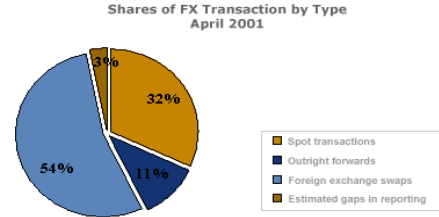 Shares of FX Transaction by Type
April 2001
3%
32%
11%
54%
Spot transactions
Outright forwards
Foreign exchange swaps
Estimated gaps in reporting